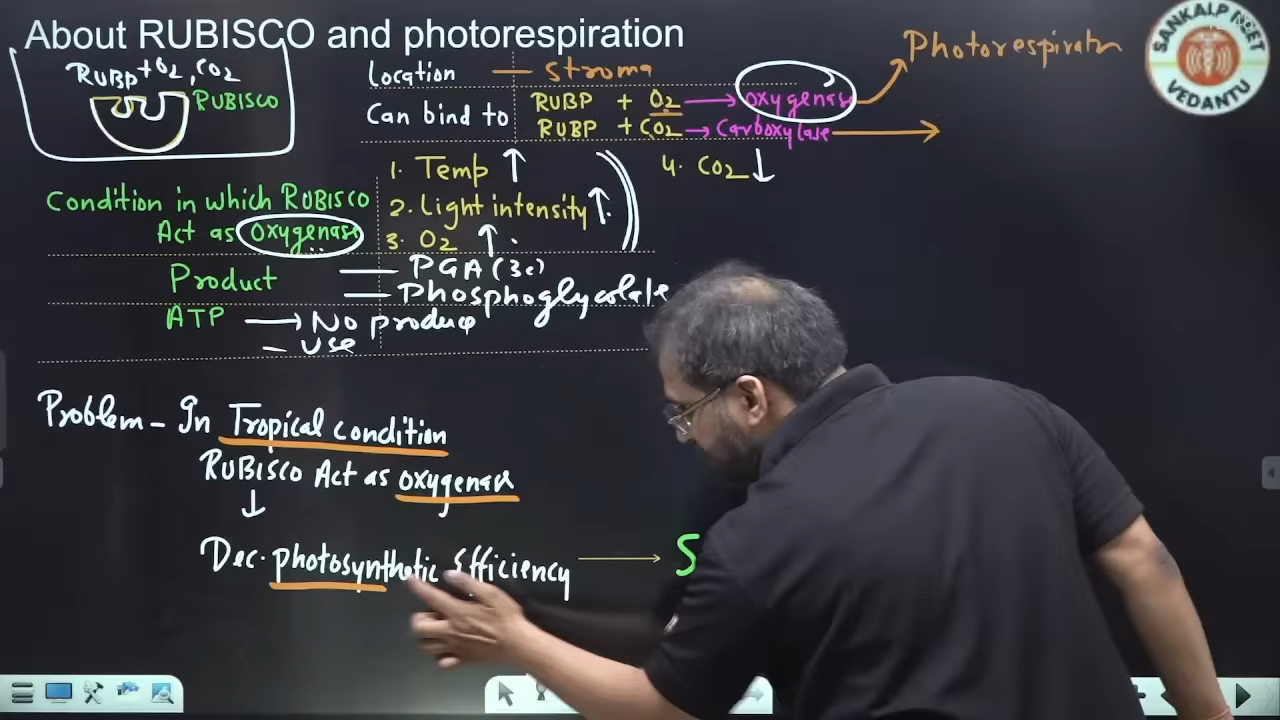 About RUBISCO and photorespiration
RUBP + O2, CO2
RUBISCO
Location — Stroma
Can bind to RUBP + O2 → Oxygenase → Photorespiration
RUBP + CO2 → Carboxylase →
Condition in which RUBISCO
Act as Oxygenase
1. Temp ↑
2. Light intensity ↑
3. O2 ↑
4. CO2 ↓
Product — PGA (3C)
— Phosphoglycolate
ATP → No produce
– use
Problem – In Tropical condition
RUBISCO Act as oxygenase
↓
Dec. photosynthetic Efficiency → S
SANKALP NEET
VEDANTU